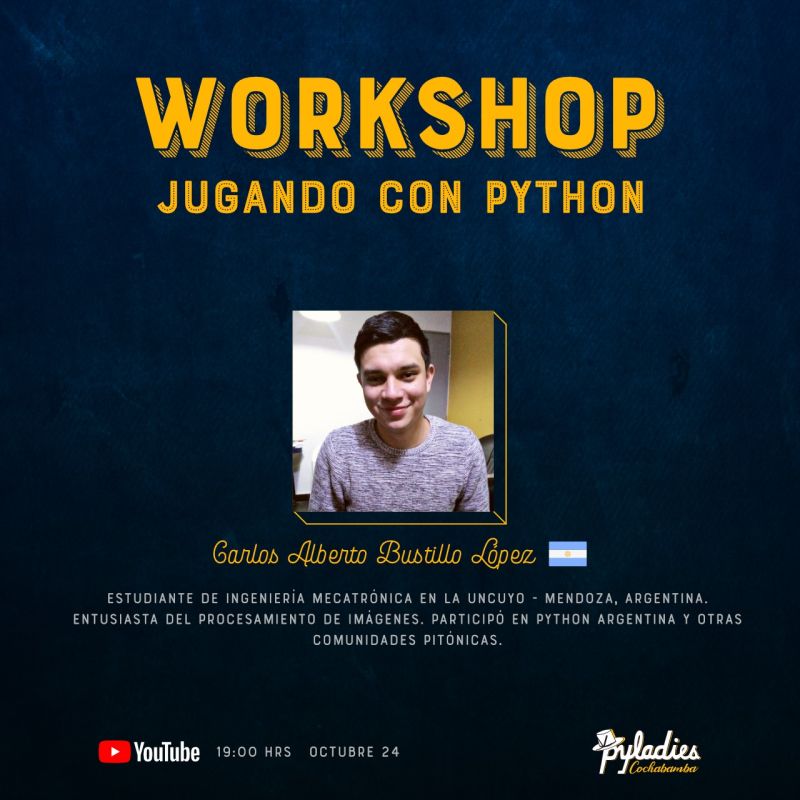 WORKSHOP
JUGANDO CON PYTHON
Carlos Alberto Bustillo López
ESTUDIANTE DE INGENIERÍA MECATRÓNICA EN LA UNCUYO - MENDOZA, ARGENTINA.
ENTUSIASTA DEL PROCESAMIENTO DE IMÁGENES. PARTICIPÓ EN PYTHON ARGENTINA Y OTRAS
COMUNIDADES PITÓNICAS.
YouTube 19:00 HRS OCTUBRE 24
pyladies
Cochabamba